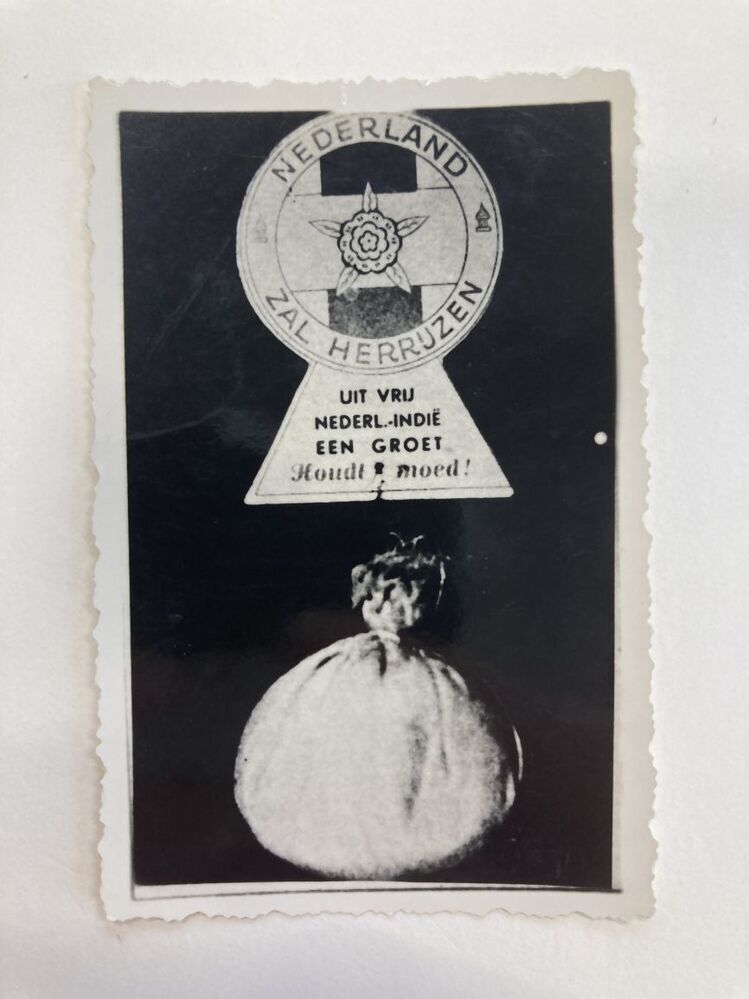 NEDERLAND
ZAL HERRIJZEN
UIT VRIJ
NEDERL.-INDIË
EEN GROET
Houdt moed!